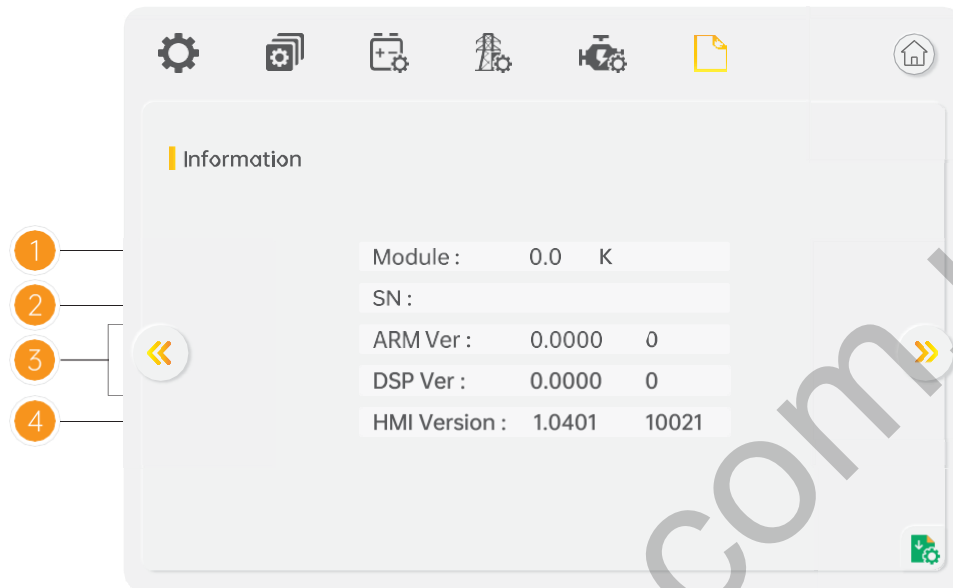 Information
1
Module : 0.0 K
2
SN :
3
ARM Ver : 0.0000 0
DSP Ver : 0.0000 0
4
HMI Version : 1.0401 10021
com